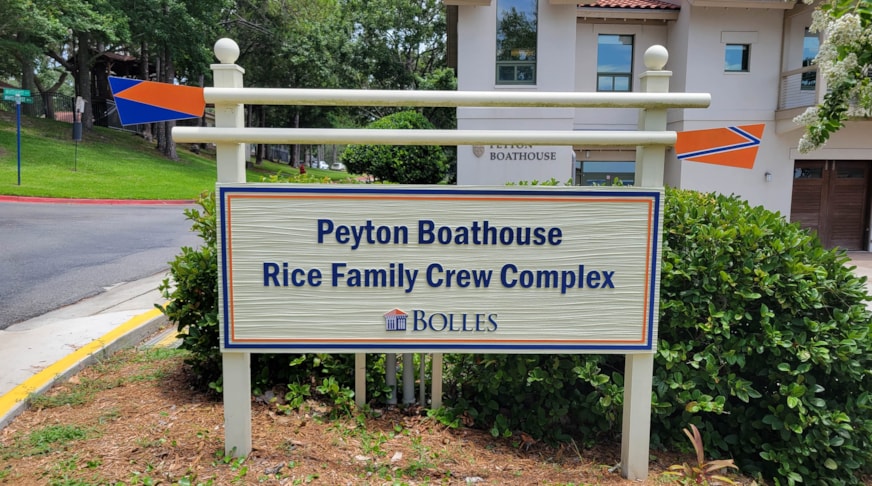 PEYTON
BOATHOUSE
Peyton Boathouse
Rice Family Crew Complex
BOLLES